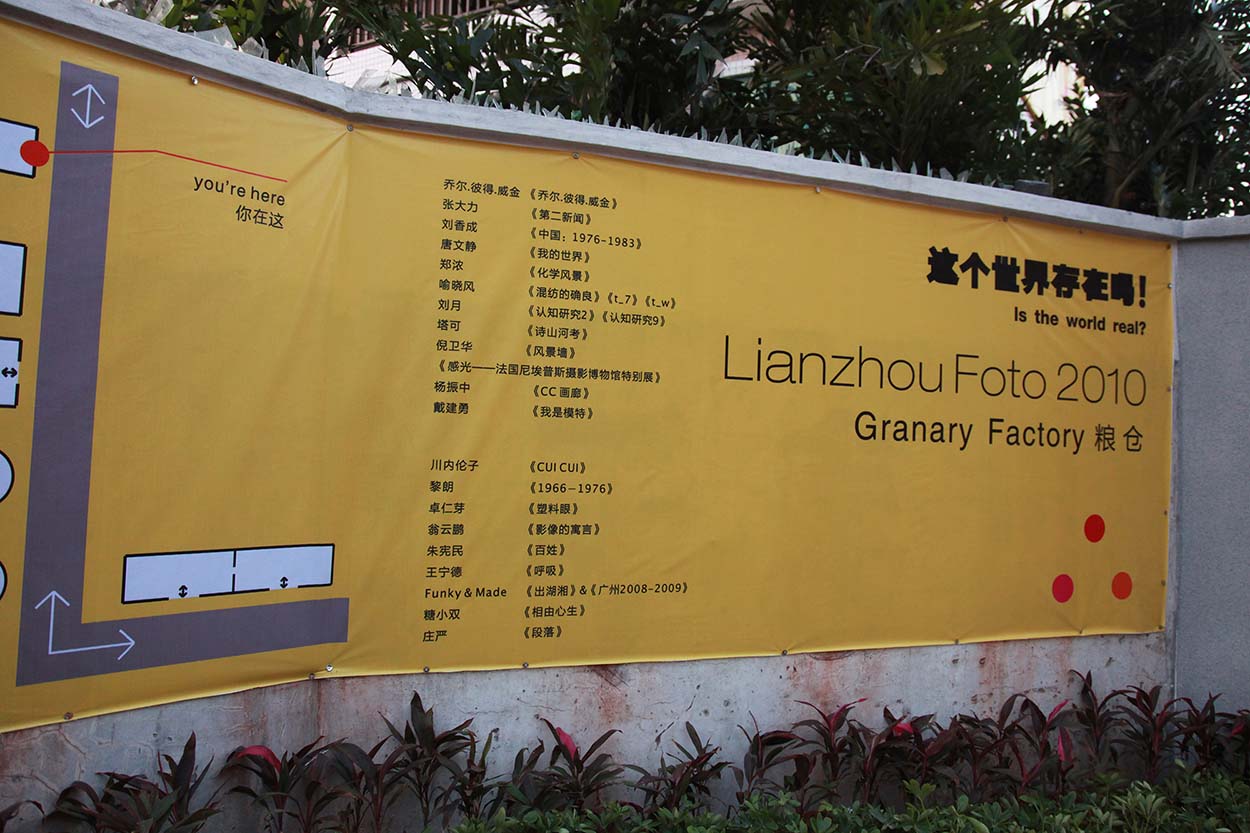 you're here
你在这
乔尔.彼得.威金 《乔尔.彼得.威金》
张大力 《第二新闻》
刘香成 《中国：1976-1983》
唐文静 《我的世界》
郑浓 《化学风景》
喻晓风 《混纺的确良》《t_7》《t_w》
刘月 《认知研究2》《认知研究9》
塔可 《诗山河考》
倪卫华 《风景墙》
《感光——法国尼埃普斯摄影博物馆特别展》
杨振中 《CC画廊》
戴建勇 《我是模特》
川内伦子 《CUI CUI》
黎朗 《1966—1976》
卓仁芽 《塑料眼》
翁云鹏 《影像的寓言》
朱宪民 《百姓》
王宁德 《呼吸》
Funky & Made 《出湖湘》&《广州2008-2009》
糖小双 《相由心生》
庄严 《段落》
这个世界存在吗！
Is the world real?
Lianzhou Foto 2010
Granary Factory 粮仓